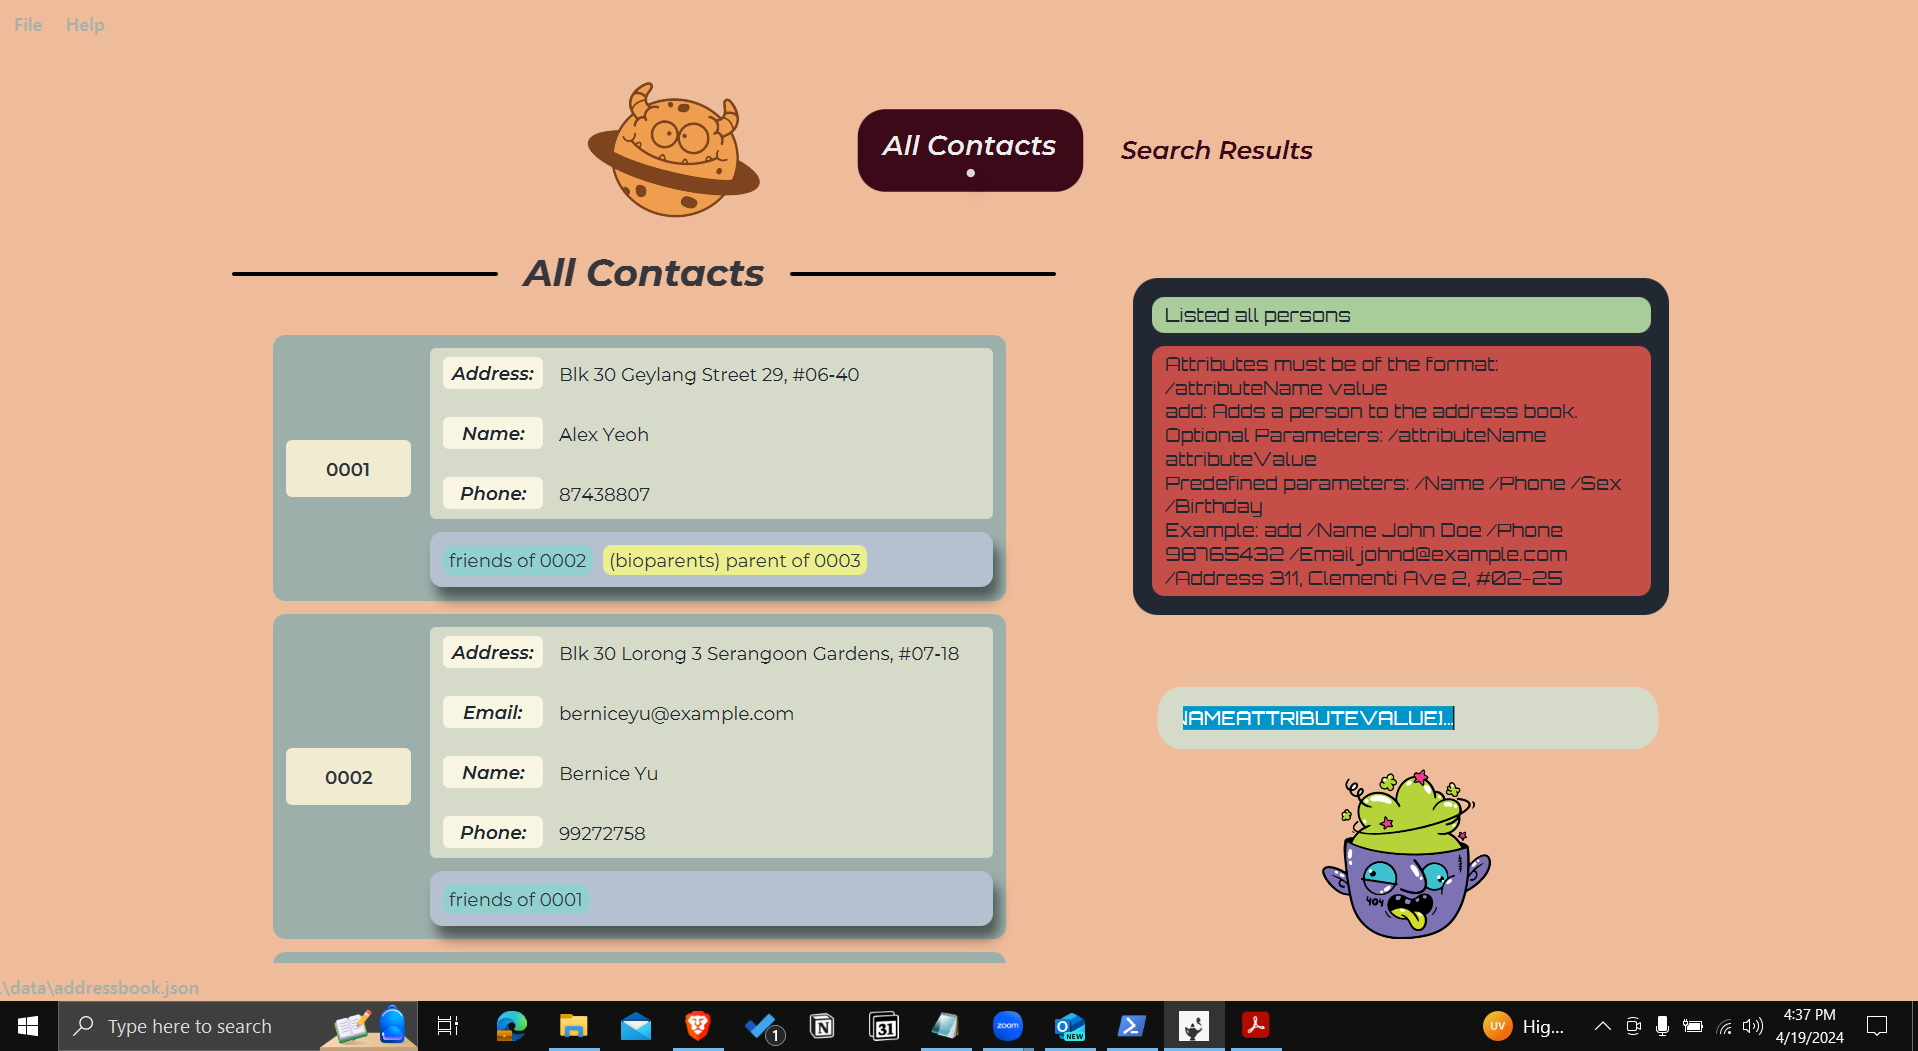 File Help
All Contacts
Search Results
All Contacts
Address: Blk 30 Geylang Street 29, #06-40
Name: Alex Yeoh
0001
Phone: 87438807
friends of 0002 (bioparents) parent of 0003
Address: Blk 30 Lorong 3 Serangoon Gardens, #07-18
Email: berniceyu@example.com
0002
Name: Bernice Yu
Phone: 99272758
friends of 0001
Listed all persons
Attributes must be of the format:
/attributeName value
add: Adds a person to the address book.
Optional Parameters: /attributeName
attributeValue
Predefined parameters: /Name /Phone /Sex
/Birthday
Example: add /Name John Doe /Phone
98765432 /Email johnd@example.com
/Address 311, Clementi Ave 2, #02-25
NAMEATTRIBUTEVALUE1...
404
.\data\addressbook.json
Type here to search
1
N
31
zoom
O NEW
UV Hig...
4:37 PM
4/19/2024